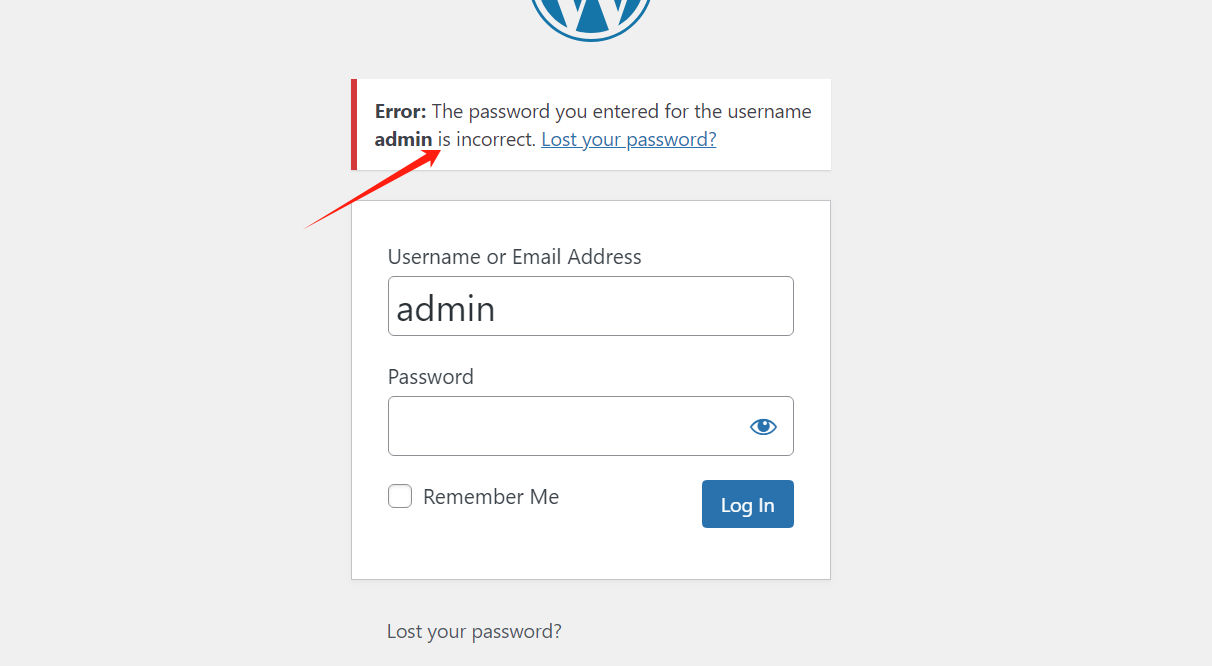 Error: The password you entered for the username
admin is incorrect. Lost your password?
Username or Email Address
admin
Password
Remember Me
Log In
Lost your password?